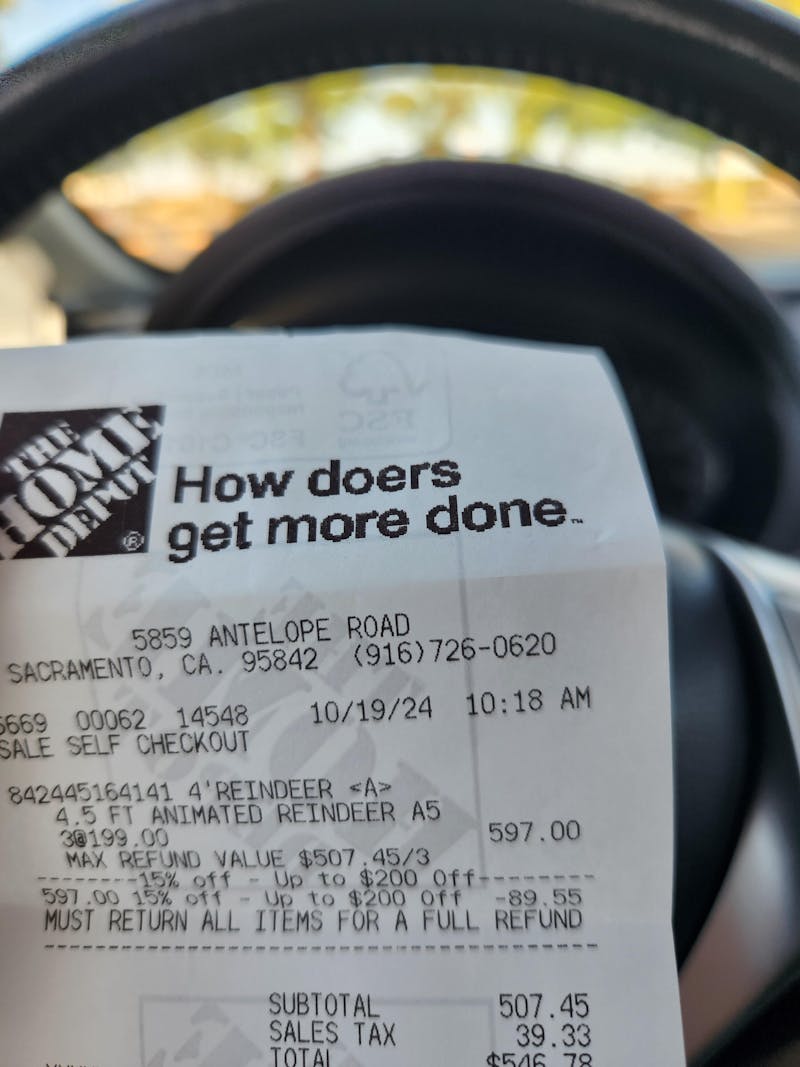 THE
HOME
DEPOT
®
How doers
get more done.™
5859 ANTELOPE ROAD
SACRAMENTO, CA. 95842 (916)726-0620
6669 00062 14548 10/19/24 10:18 AM
SALE SELF CHECKOUT
842445164141 4'REINDEER <A>
4.5 FT ANIMATED REINDEER A5
3@199.00 597.00
MAX REFUND VALUE $507.45/3
--------15% off - Up to $200 Off--------
597.00 15% off - Up to $200 Off -89.55
MUST RETURN ALL ITEMS FOR A FULL REFUND
SUBTOTAL 507.45
SALES TAX 39.33
TOTAL $546.78